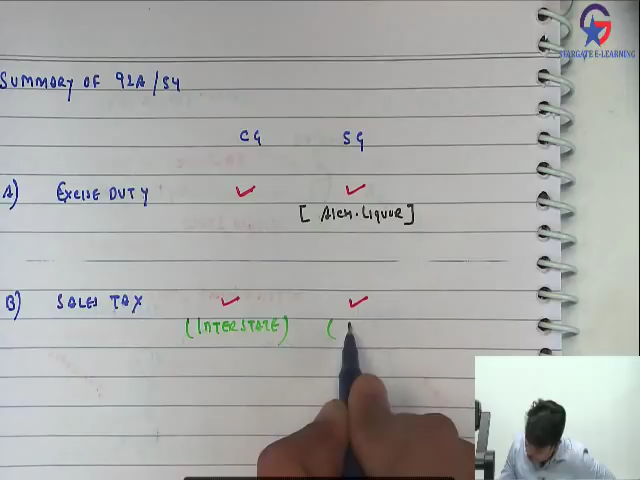 STARGATE E-LEARNING
SUMMARY OF 92A/54
CG SG
A) EXCISE DUTY ✓ ✓
[ Alch. Liquor ]
B) SALES TAX ✓ ✓
(INTERSTATE) (